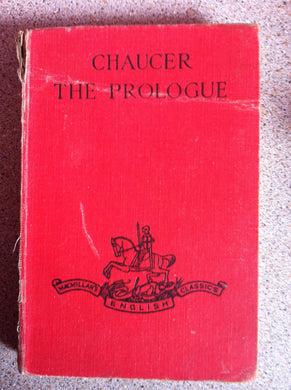 CHAUCER
THE PROLOGUE
MACMILLAN'S ENGLISH CLASSICS